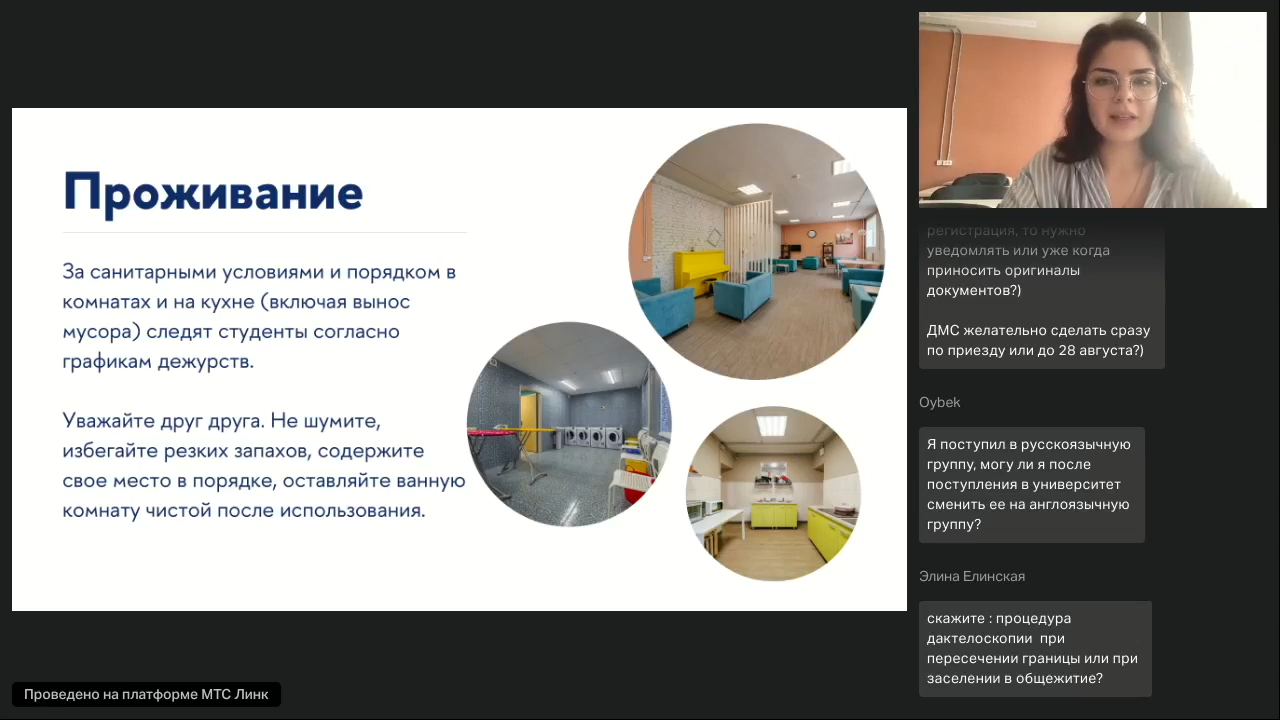 Проживание
За санитарными условиями и порядком в
комнатах и на кухне (включая вынос
мусора) следят студенты согласно
графикам дежурств.
Уважайте друг друга. Не шумите,
избегайте резких запахов, содержите
свое место в порядке, оставляйте ванную
комнату чистой после использования.
Проведено на платформе МТС Линк
регистрация, то нужно
уведомлять или уже когда
приносить оригиналы
документов?)
ДМС желательно сделать сразу
по приезду или до 28 августа?)
Oybek
Я поступил в русскоязычную
группу, могу ли я после
поступления в университет
сменить ее на англоязычную
группу?
Элина Елинская
скажите : процедура
дактелоскопии  при
пересечении границы или при
заселении в общежитие?